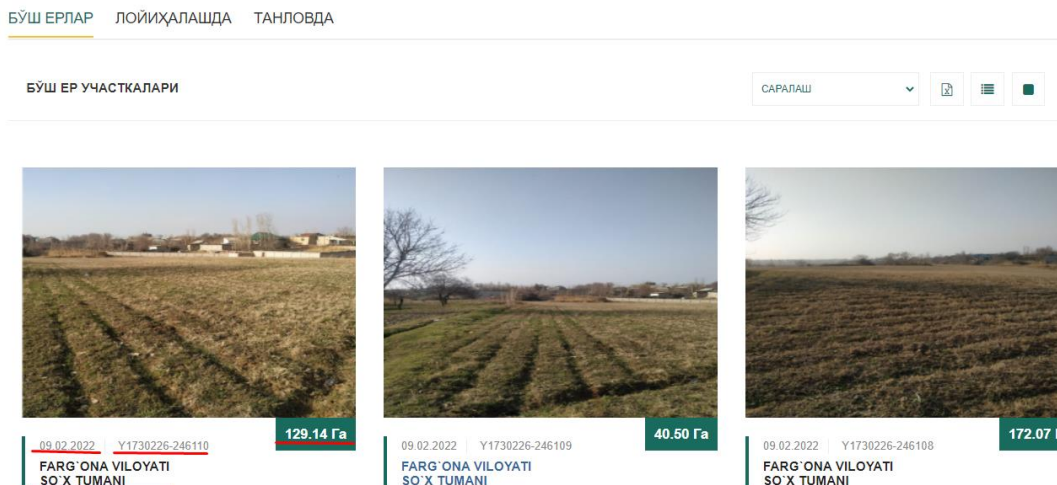 БЎШ ЕРЛАР ЛОЙИҲАЛАШДА ТАНЛОВДА
БЎШ ЕР УЧАСТКАЛАРИ
САРАЛАШ
129.14 Га
09.02.2022 Y1730226-246110
FARG`ONA VILOYATI
SO`X TUMANI
40.50 Га
09.02.2022 Y1730226-246109
FARG`ONA VILOYATI
SO`X TUMANI
172.07
09.02.2022 Y1730226-246108
FARG`ONA VILOYATI
SO`X TUMANI